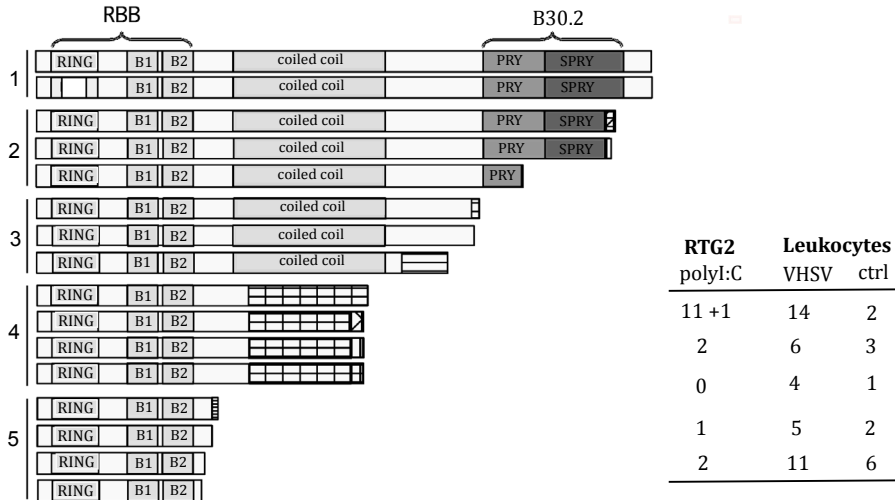 RBB B30.2
RING B1 B2 coiled coil PRY SPRY
1
B1 B2 coiled coil PRY SPRY
RING B1 B2 coiled coil PRY SPRY
2 RING B1 B2 coiled coil PRY SPRY
RING B1 B2 coiled coil PRY
RING B1 B2 coiled coil
3 RING B1 B2 coiled coil
RING B1 B2 coiled coil
RING B1 B2
RING B1 B2
4
RING B1 B2
RING B1 B2
RING B1 B2
RING B1 B2
5
RING B1 B2
RING B1 B2
RTG2 Leukocytes
polyI:C VHSV ctrl
11 +1 14 2
2 6 3
0 4 1
1 5 2
2 11 6